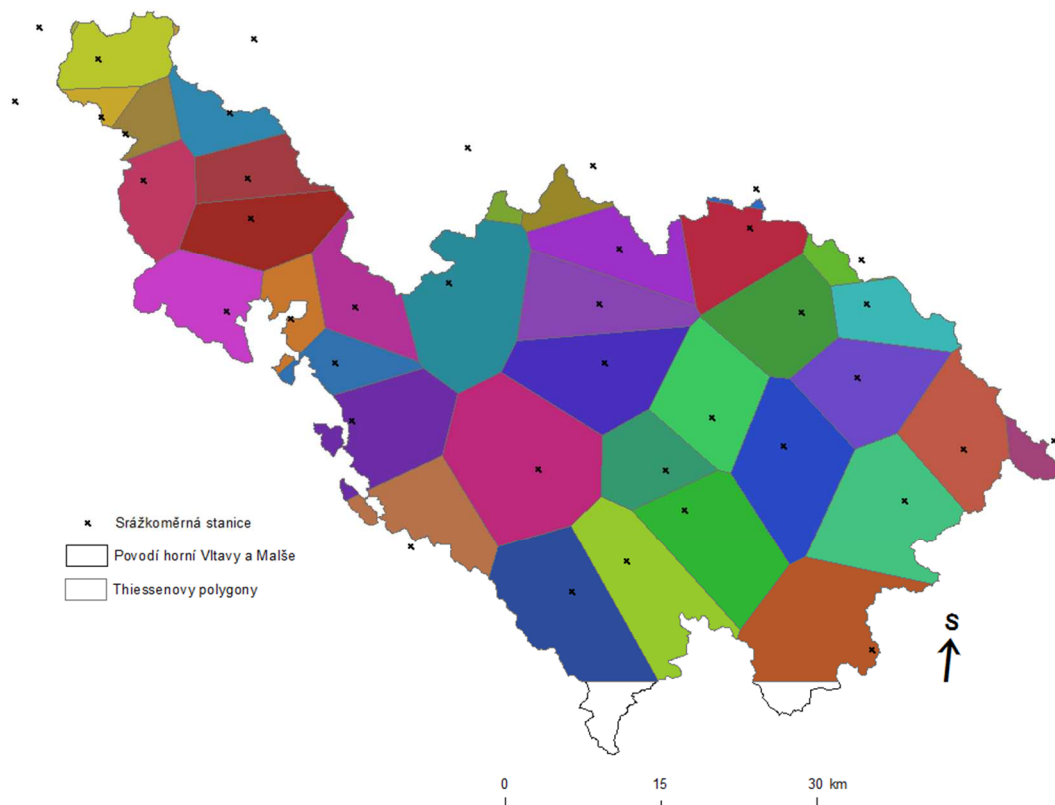 Srážkoměrná stanice
Povodí horní Vltavy a Malše
Thiessenovy polygony
S
0 15 30 km